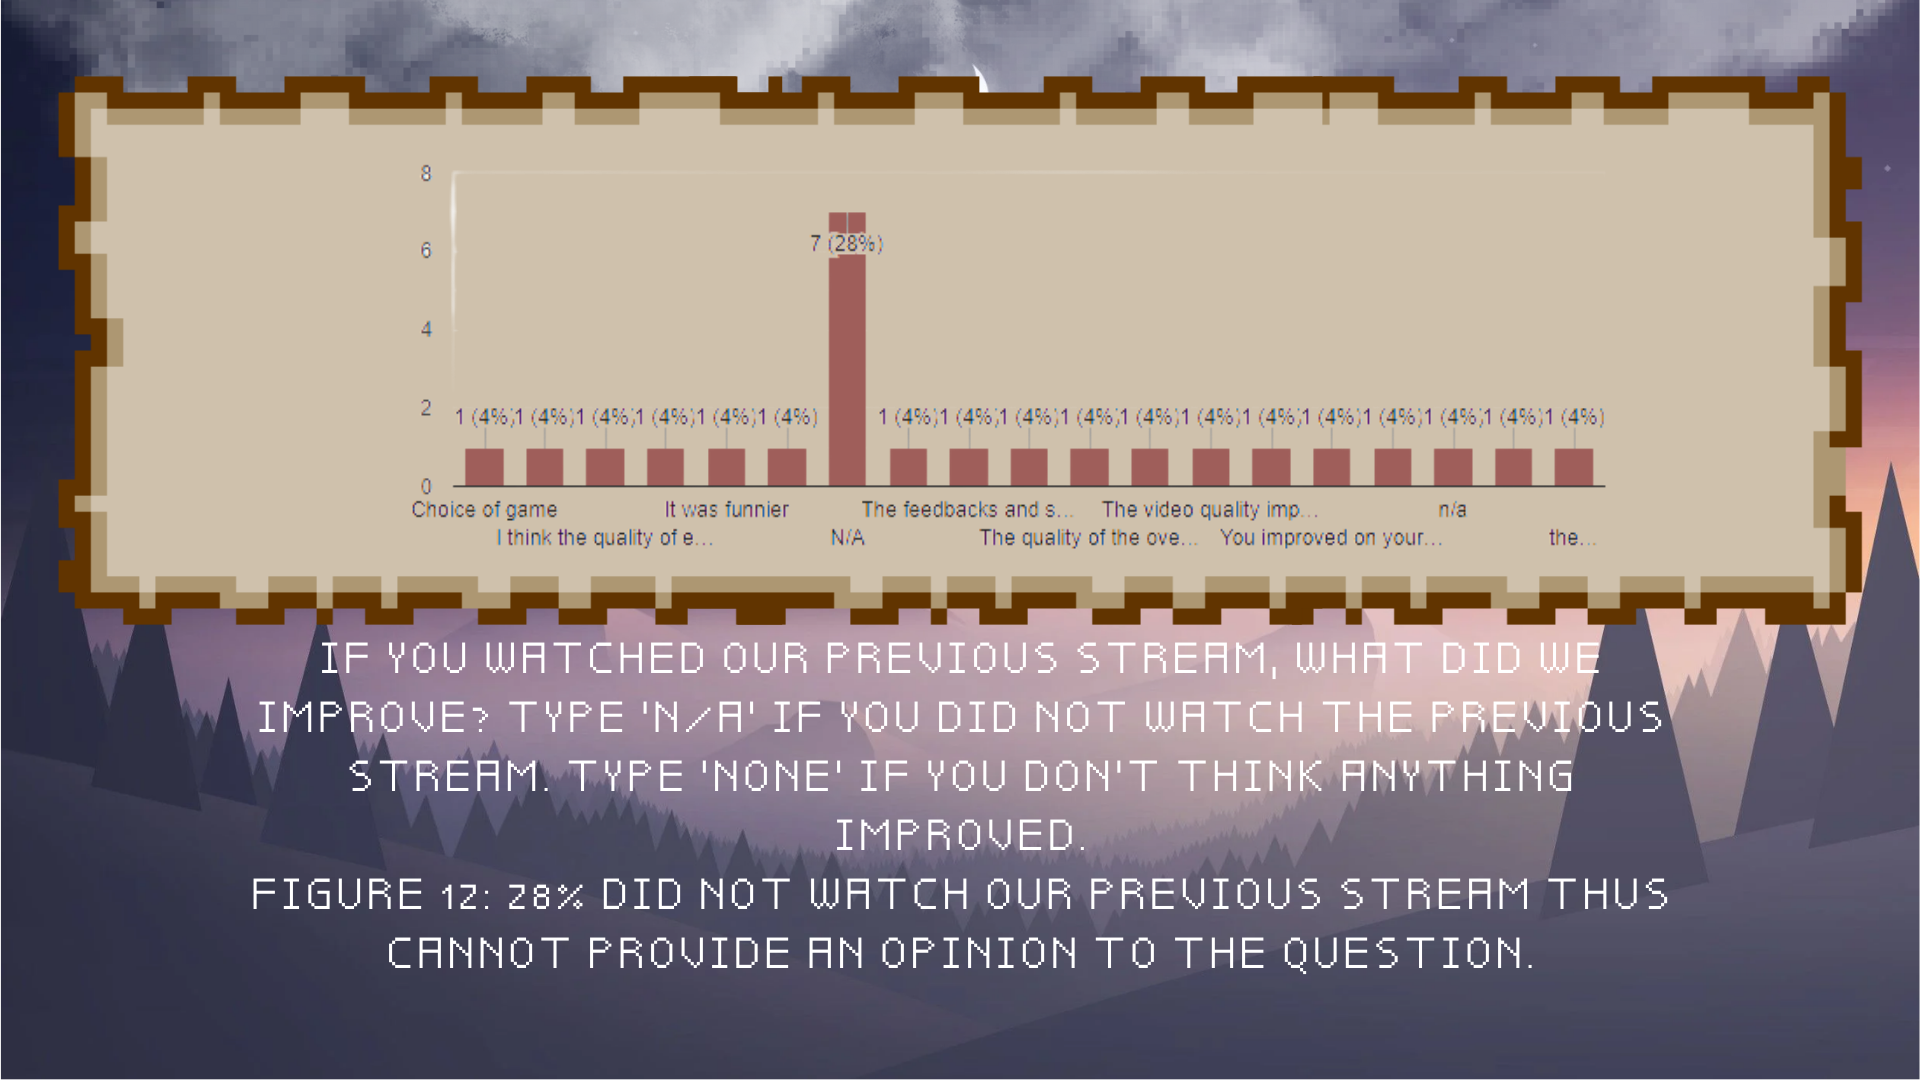 8
6
4
2
0
7 (28%)
1 (4%) 1 (4%) 1 (4%) 1 (4%) 1 (4%) 1 (4%) 1 (4%) 1 (4%) 1 (4%) 1 (4%) 1 (4%) 1 (4%) 1 (4%) 1 (4%) 1 (4%) 1 (4%) 1 (4%) 1 (4%)
Choice of game It was funnier The feedbacks and s... The video quality imp... n/a
I think the quality of e... N/A The quality of the ove... You improved on your... the...
IF YOU WATCHED OUR PREVIOUS STREAM, WHAT DID WE
IMPROVE? TYPE 'N/A' IF YOU DID NOT WATCH THE PREVIOUS
STREAM. TYPE 'NONE' IF YOU DON'T THINK ANYTHING
IMPROVED.
FIGURE 12: 28% DID NOT WATCH OUR PREVIOUS STREAM THUS
CANNOT PROVIDE AN OPINION TO THE QUESTION.